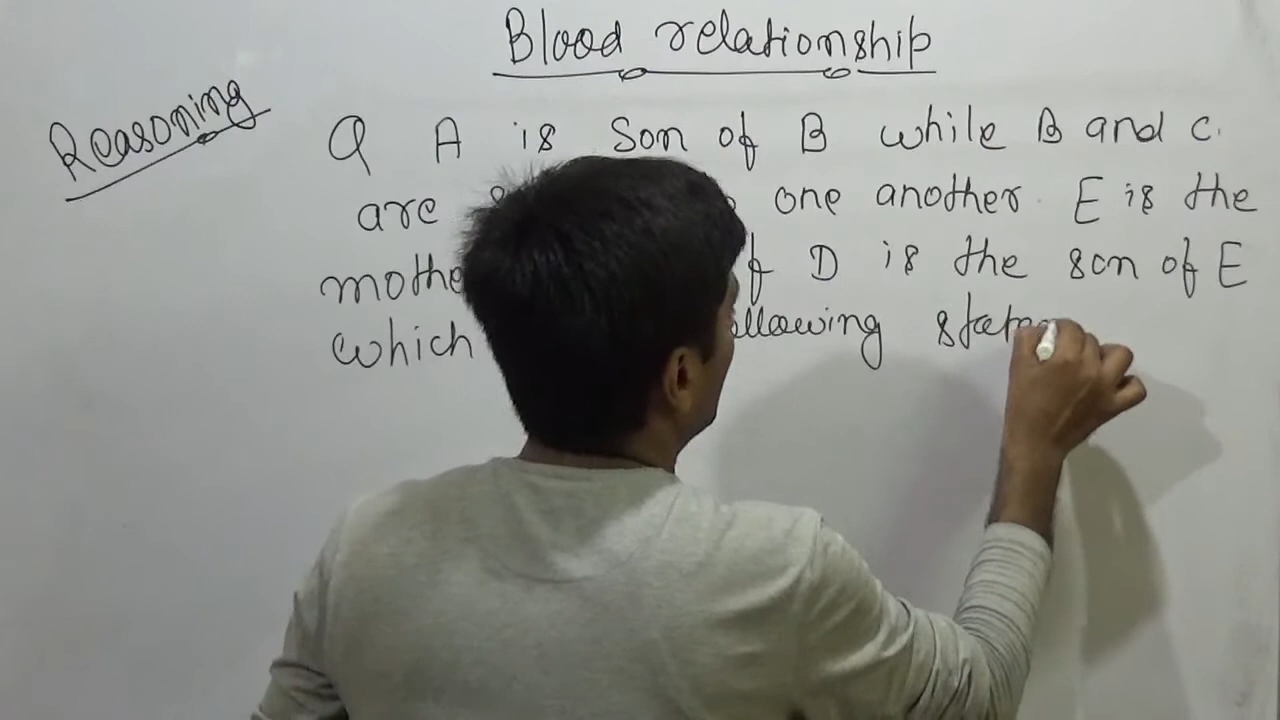 Blood relationship
Reasoning
Q A is Son of B while B and C.
are one another. E is the
mothe f D is the son of E
which ollowing state